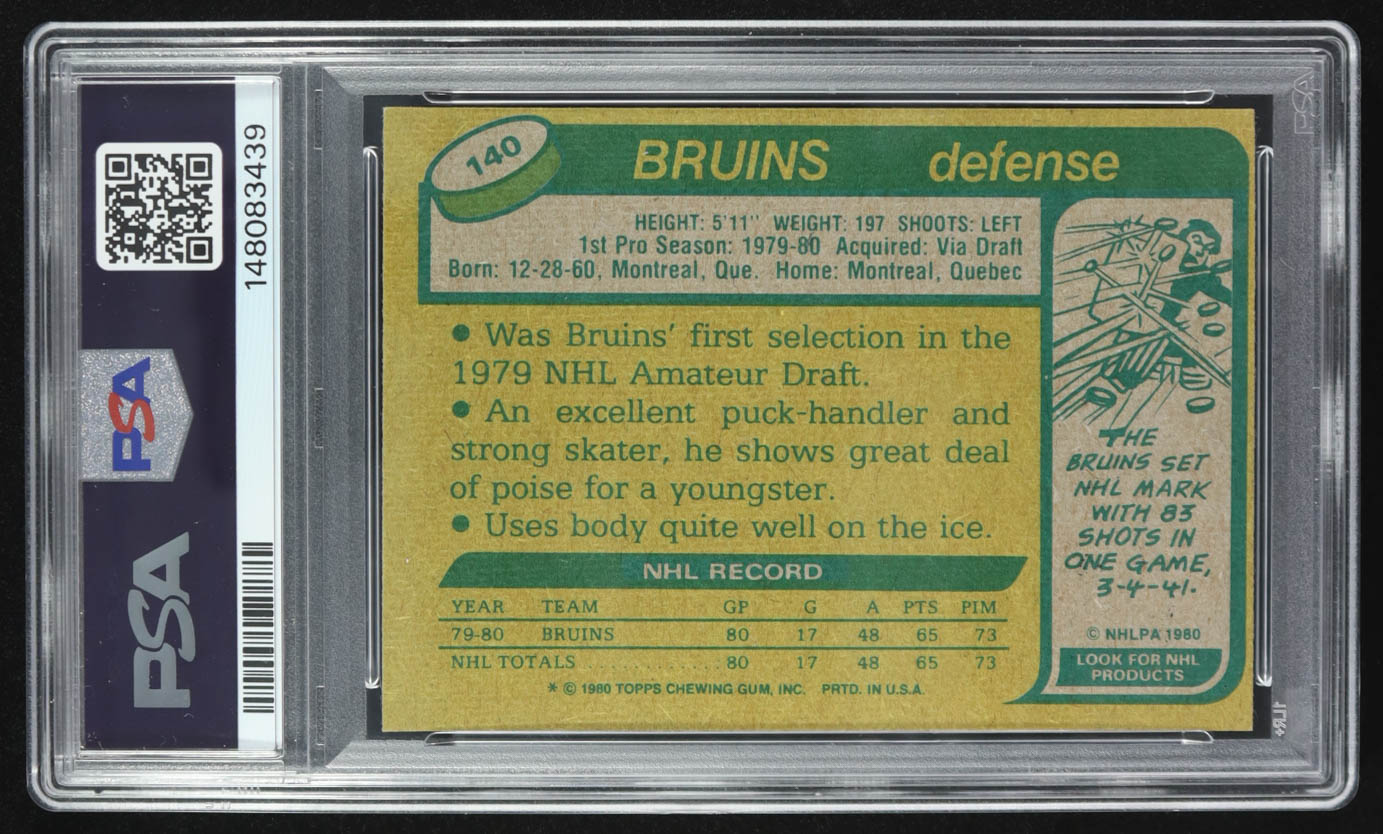 148083439
PSA
PSA
PSA
140
BRUINS defense
HEIGHT: 5'11" WEIGHT: 197 SHOOTS: LEFT
1st Pro Season: 1979-80 Acquired: Via Draft
Born: 12-28-60, Montreal, Que. Home: Montreal, Quebec
● Was Bruins' first selection in the
1979 NHL Amateur Draft.
● An excellent puck-handler and
strong skater, he shows great deal
of poise for a youngster.
● Uses body quite well on the ice.
NHL RECORD
YEAR TEAM GP G A PTS PIM
79-80 BRUINS 80 17 48 65 73
NHL TOTALS . . . . . . . . . . . . . 80 17 48 65 73
* © 1980 TOPPS CHEWING GUM, INC. PRTD. IN U.S.A.
THE
BRUINS SET
NHL MARK
WITH 83
SHOTS IN
ONE GAME,
3-4-41.
© NHLPA 1980
LOOK FOR NHL
PRODUCTS